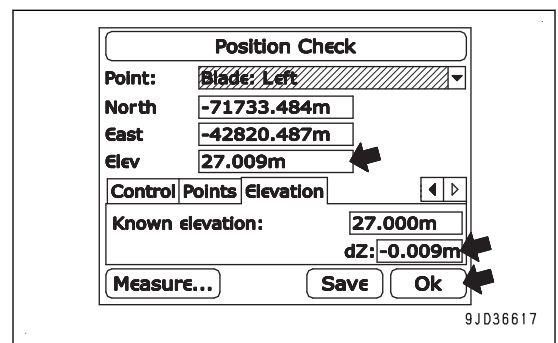 Position Check
Point: Blade: Left
North -71733.484m
East -42820.487m
Elev 27.009m
Control Points Elevation
Known elevation: 27.000m
dZ: -0.009m
Measure...) Save Ok
9JD36617